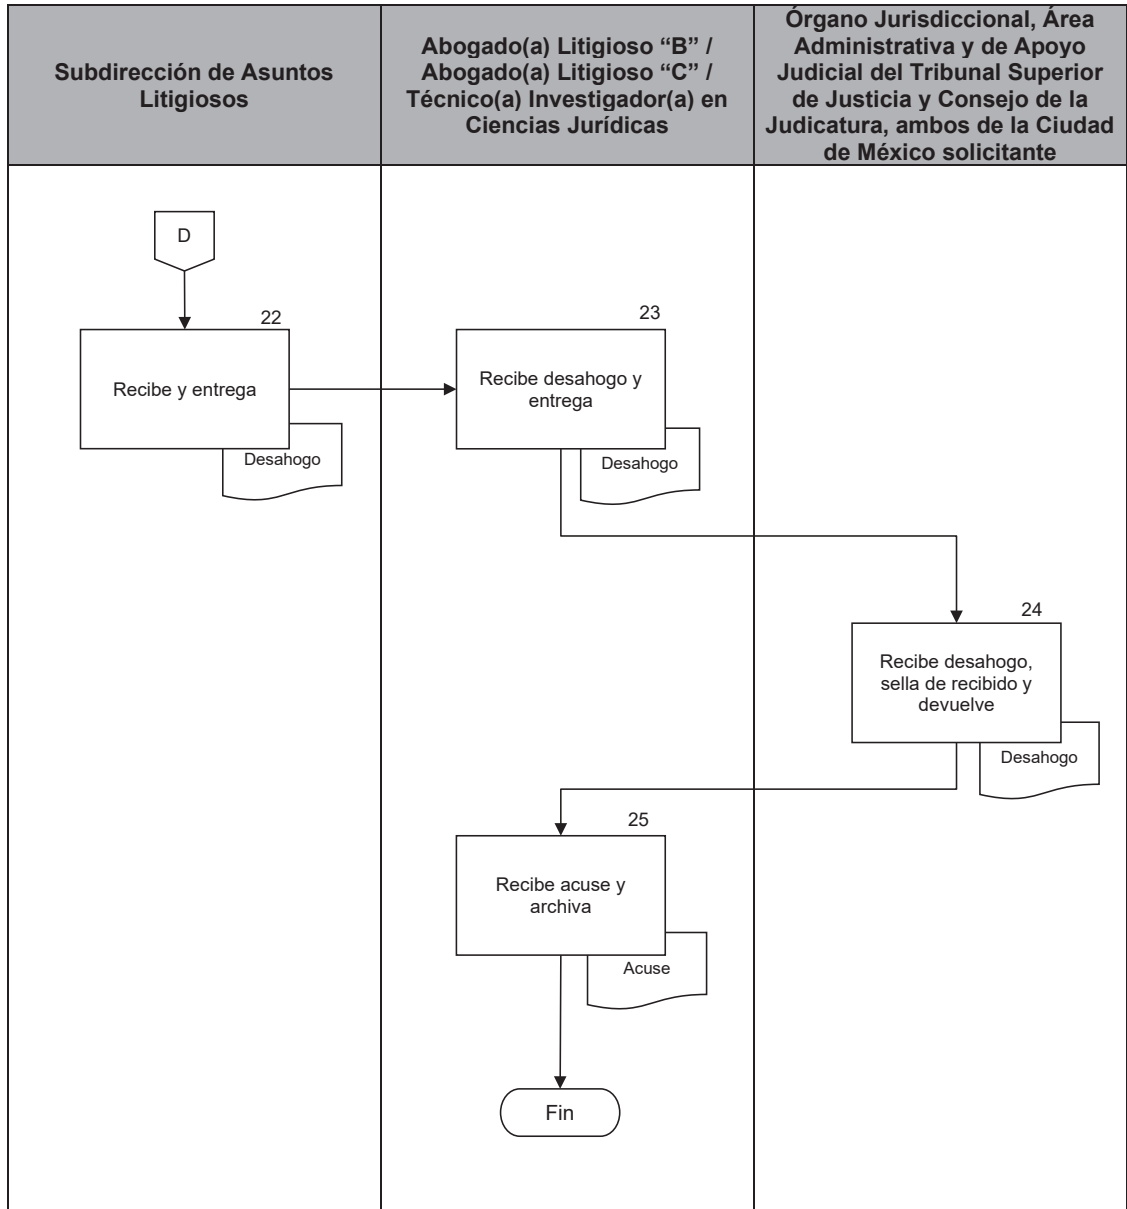 Subdirección de Asuntos
Litigiosos
Abogado(a) Litigioso “B” /
Abogado(a) Litigioso “C” /
Técnico(a) Investigador(a) en
Ciencias Jurídicas
Órgano Jurisdiccional, Área
Administrativa y de Apoyo
Judicial del Tribunal Superior
de Justicia y Consejo de la
Judicatura, ambos de la Ciudad
de México solicitante
D
22
Recibe y entrega
Desahogo
23
Recibe desahogo y
entrega
Desahogo
24
Recibe desahogo,
sella de recibido y
devuelve
Desahogo
25
Recibe acuse y
archiva
Acuse
Fin